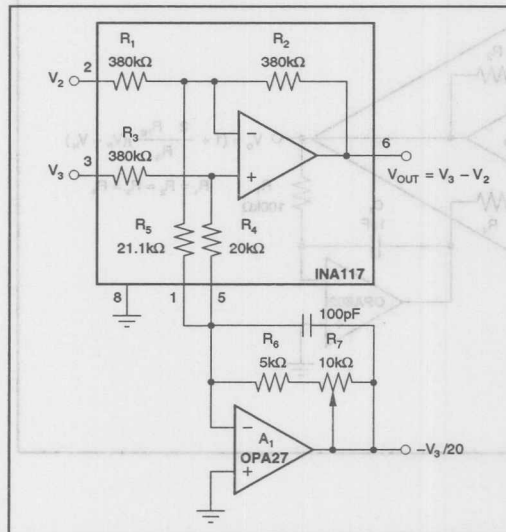 R1
380kΩ
R2
380kΩ
V2
2
V3
3
R3
380kΩ
6
VOUT = V3 − V2
−
+
R5
21.1kΩ
R4
20kΩ
INA117
8
1
5
100pF
R6
5kΩ
R7
10kΩ
−
A1
OPA27
+
−V3/20